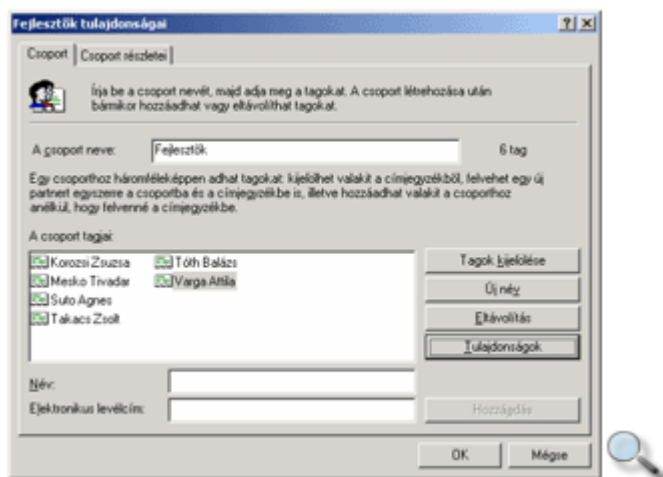 Fejlesztők tulajdonságai
Csoport
Csoport részletei
Írja be a csoport nevét, majd adja meg a tagokat. A csoport létrehozása után
bármikor hozzáadhat vagy eltávolíthat tagokat.
A csoport neve:
Fejlesztők
6 tag
Egy csoporthoz háromféleképpen adhat tagokat: kijelölhet valakit a címjegyzékből, felvehet egy új
partnert egyszerre a csoportba és a címjegyzékbe is, illetve hozzáadhat valakit a csoporthoz
anélkül, hogy felvenné a címjegyzékbe.
A csoport tagjai:
Korozsi Zsuzsa
Mesko Tivadar
Suto Agnes
Takacs Zsolt
Tóth Balázs
Varga Attila
Tagok kijelölése
Új név
Eltávolítás
Tulajdonságok
Név:
Elektronikus levélcím:
Hozzáadás
OK
Mégse